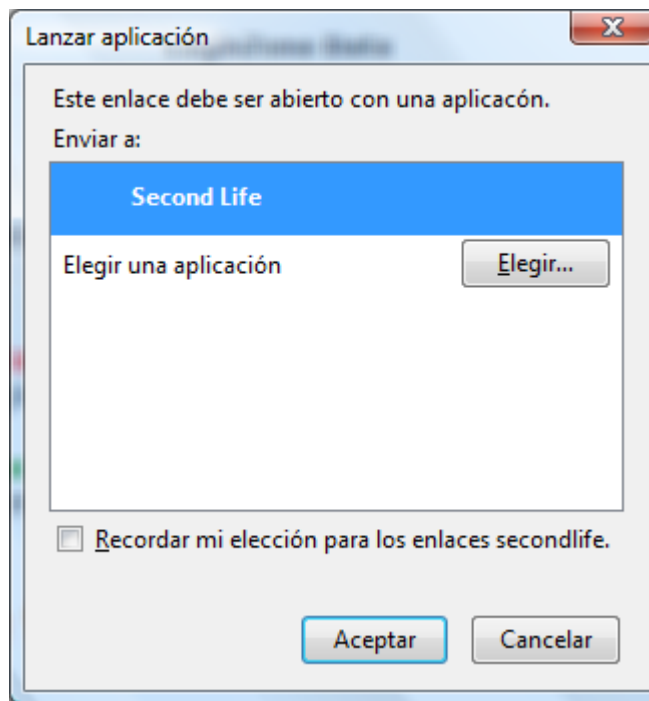 Lanzar aplicación
Este enlace debe ser abierto con una aplicacón.
Enviar a:
Second Life
Elegir una aplicación
Elegir...
Recordar mi elección para los enlaces secondlife.
Aceptar
Cancelar